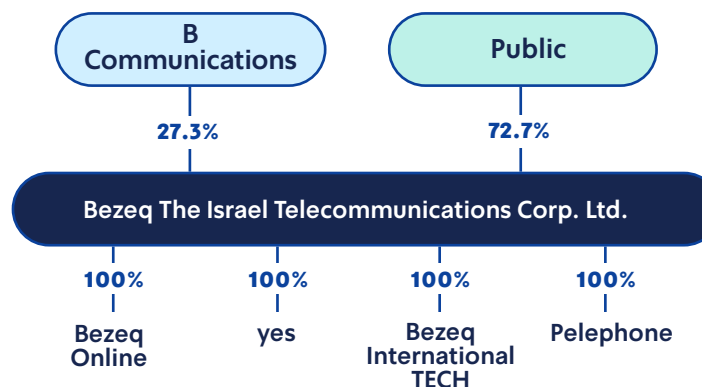 B
Communications
Public
27.3%
72.7%
Bezeq The Israel Telecommunications Corp. Ltd.
100%
100%
100%
100%
Bezeq
Online
yes
Bezeq
International
TECH
Pelephone